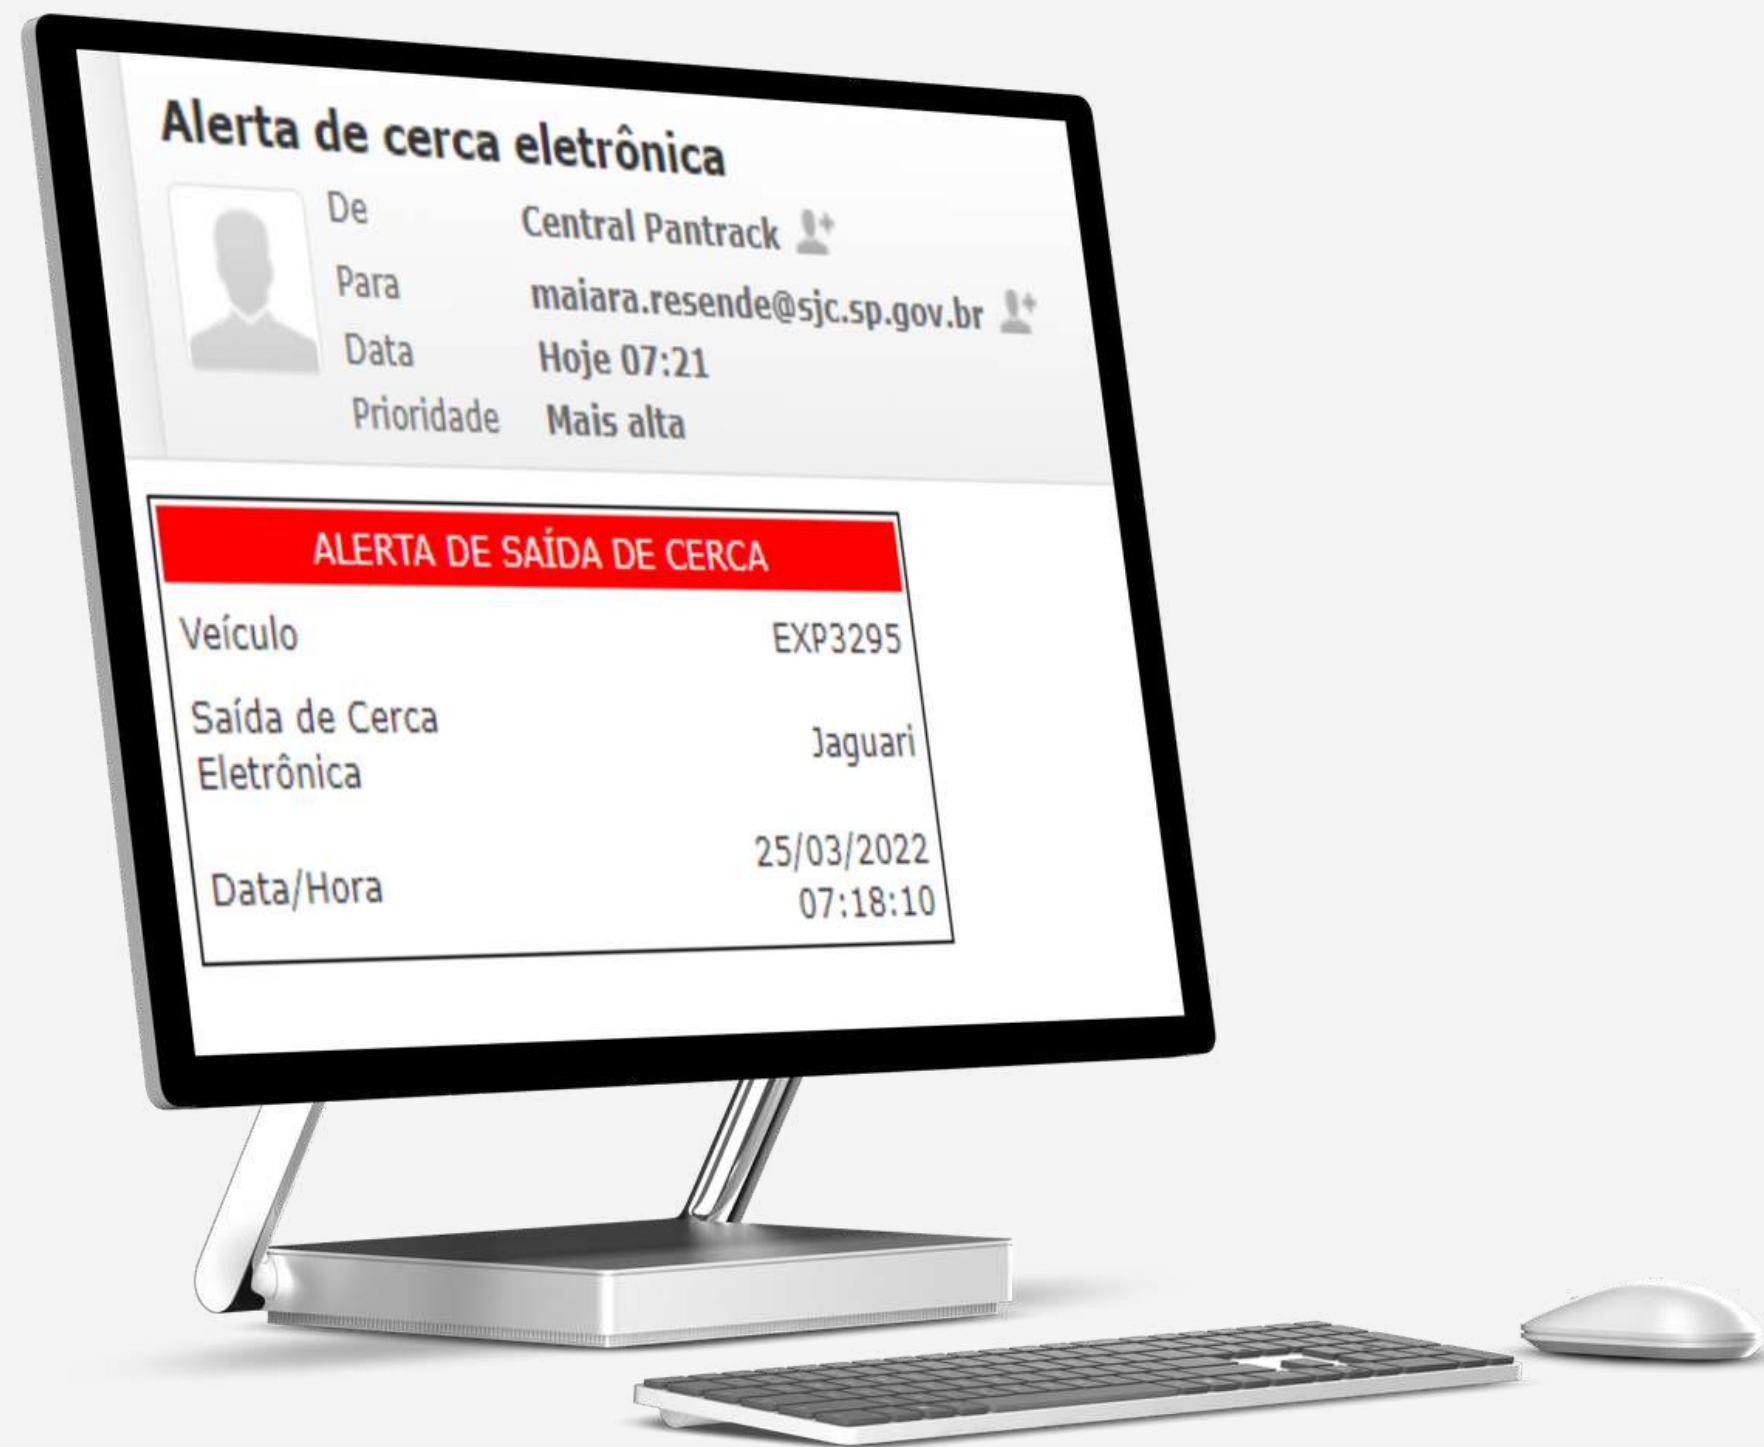 Alerta de cerca eletrônica
De Central Pantrack
Para maiara.resende@sjc.sp.gov.br
Data Hoje 07:21
Prioridade Mais alta
ALERTA DE SAÍDA DE CERCA
Veículo EXP3295
Saída de Cerca
Eletrônica Jaguari
Data/Hora 25/03/2022
07:18:10